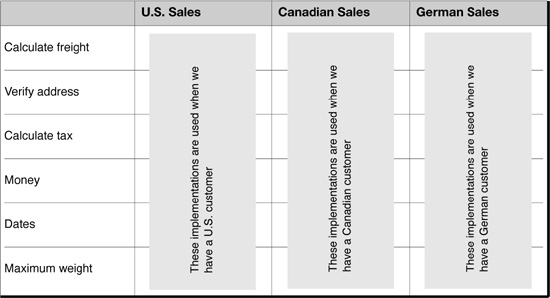 U.S. Sales
Canadian Sales
German Sales
Calculate freight
Verify address
Calculate tax
Money
Dates
Maximum weight
These implementations are used when we
have a U.S. customer
These implementations are used when we
have a Canadian customer
These implementations are used when we
have a German customer